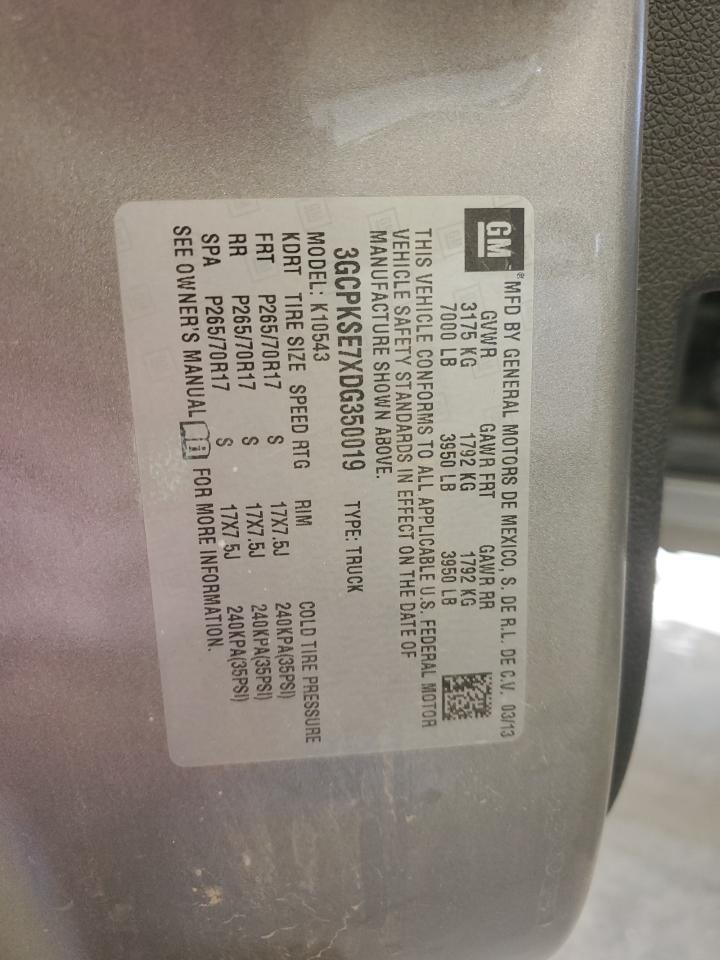 GM® MFD BY GENERAL MOTORS DE MEXICO, S. DE R.L. DE C.V. 03/13
GVWR GAWR FRT GAWR RR
3175 KG 1792 KG 1792 KG
7000 LB 3950 LB 3950 LB
THIS VEHICLE CONFORMS TO ALL APPLICABLE U.S. FEDERAL MOTOR
VEHICLE SAFETY STANDARDS IN EFFECT ON THE DATE OF
MANUFACTURE SHOWN ABOVE.
3GCPKSE7XDG350019 TYPE: TRUCK
MODEL: K10543
KDRT TIRE SIZE SPEED RTG RIM COLD TIRE PRESSURE
FRT P265/70R17 S 17X7.5J 240KPA(35PSI)
RR P265/70R17 S 17X7.5J 240KPA(35PSI)
SPA P265/70R17 S 17X7.5J 240KPA(35PSI)
SEE OWNER'S MANUAL FOR MORE INFORMATION.